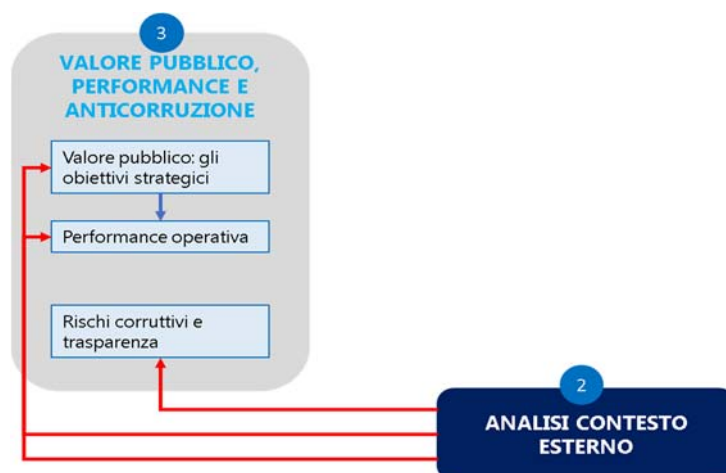 3
VALORE PUBBLICO,
PERFORMANCE E
ANTICORRUZIONE
Valore pubblico: gli
obiettivi strategici
Performance operativa
Rischi corruttivi e
trasparenza
2
ANALISI CONTESTO
ESTERNO